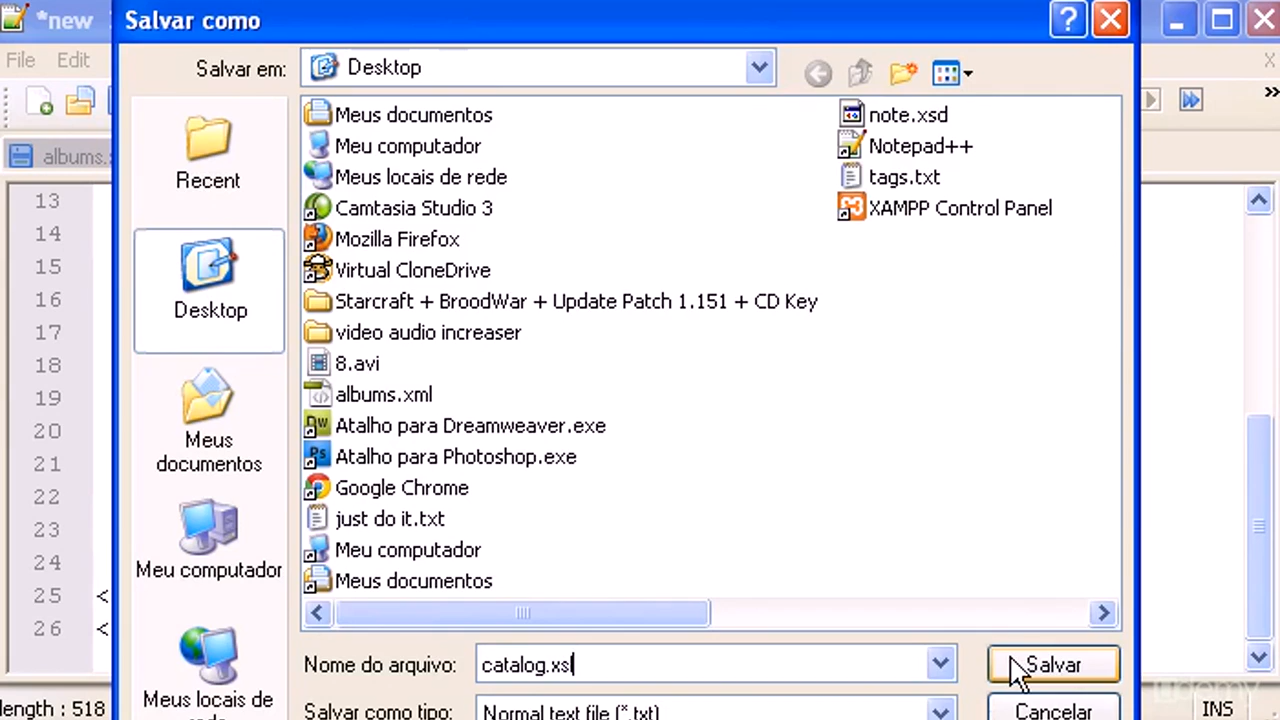 *new
Salvar como
File Edit
Salvar em: Desktop
albums.
Recent
Desktop
Meus documentos
Meu computador
Meus locais de
Meus documentos
Meu computador
Meus locais de rede
Camtasia Studio 3
Mozilla Firefox
Virtual CloneDrive
Starcraft + BroodWar + Update Patch 1.151 + CD Key
video audio increaser
8.avi
albums.xml
Atalho para Dreamweaver.exe
Atalho para Photoshop.exe
Google Chrome
just do it.txt
Meu computador
Meus documentos
note.xsd
Notepad++
tags.txt
XAMPP Control Panel
13
14
15
16
17
18
19
20
21
22
23
24
25 <
26 <
Nome do arquivo: catalog.xsl Salvar
Salvar como tipo: Normal text file (*.txt) Cancelar
length : 518 INS
udemy